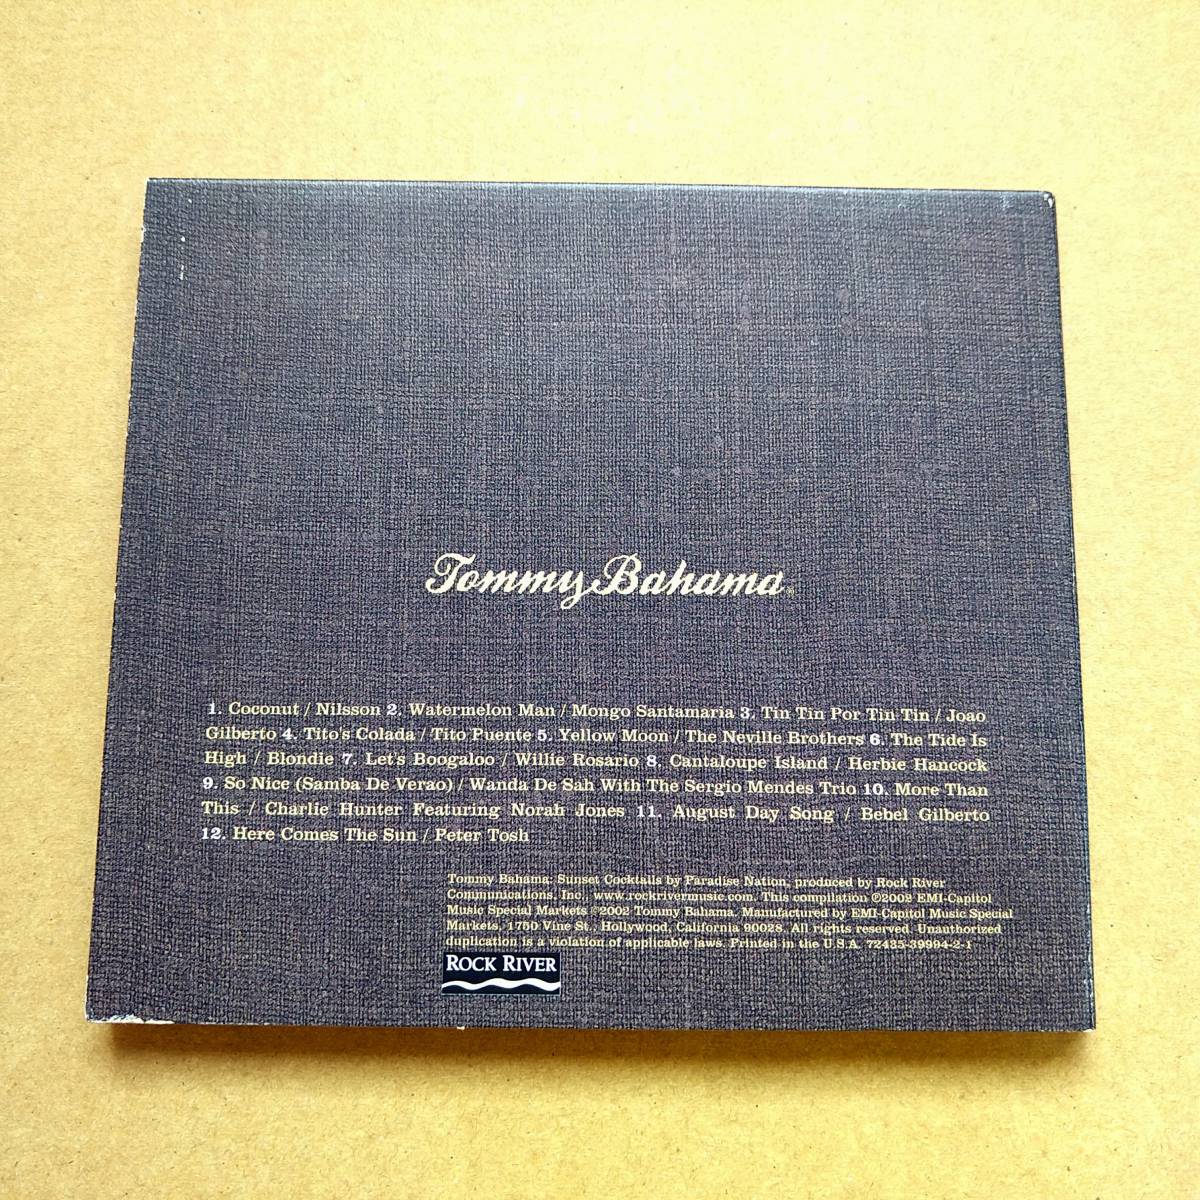 Tommy Bahama®
1. Coconut / Nilsson 2. Watermelon Man / Mongo Santamaria 3. Tin Tin Por Tin Tin / Joao
Gilberto 4. Tito's Colada / Tito Puente 5. Yellow Moon / The Neville Brothers 6. The Tide Is
High / Blondie 7. Let's Boogaloo / Willie Rosario 8. Cantaloupe Island / Herbie Hancock
9. So Nice (Samba De Verao) / Wanda De Sah With The Sergio Mendes Trio 10. More Than
This / Charlie Hunter Featuring Norah Jones 11. August Day Song / Bebel Gilberto
12. Here Comes The Sun / Peter Tosh
Tommy Bahama: Sunset Cocktails by Paradise Nation, produced by Rock River
Communications, Inc., www.rockrivermusic.com. This compilation ℗2002 EMI-Capitol
Music Special Markets ©2002 Tommy Bahama. Manufactured by EMI-Capitol Music Special
Markets, 1750 Vine St., Hollywood, California 90028. All rights reserved. Unauthorized
duplication is a violation of applicable laws. Printed in the U.S.A. 72435-39994-2-1
ROCK RIVER